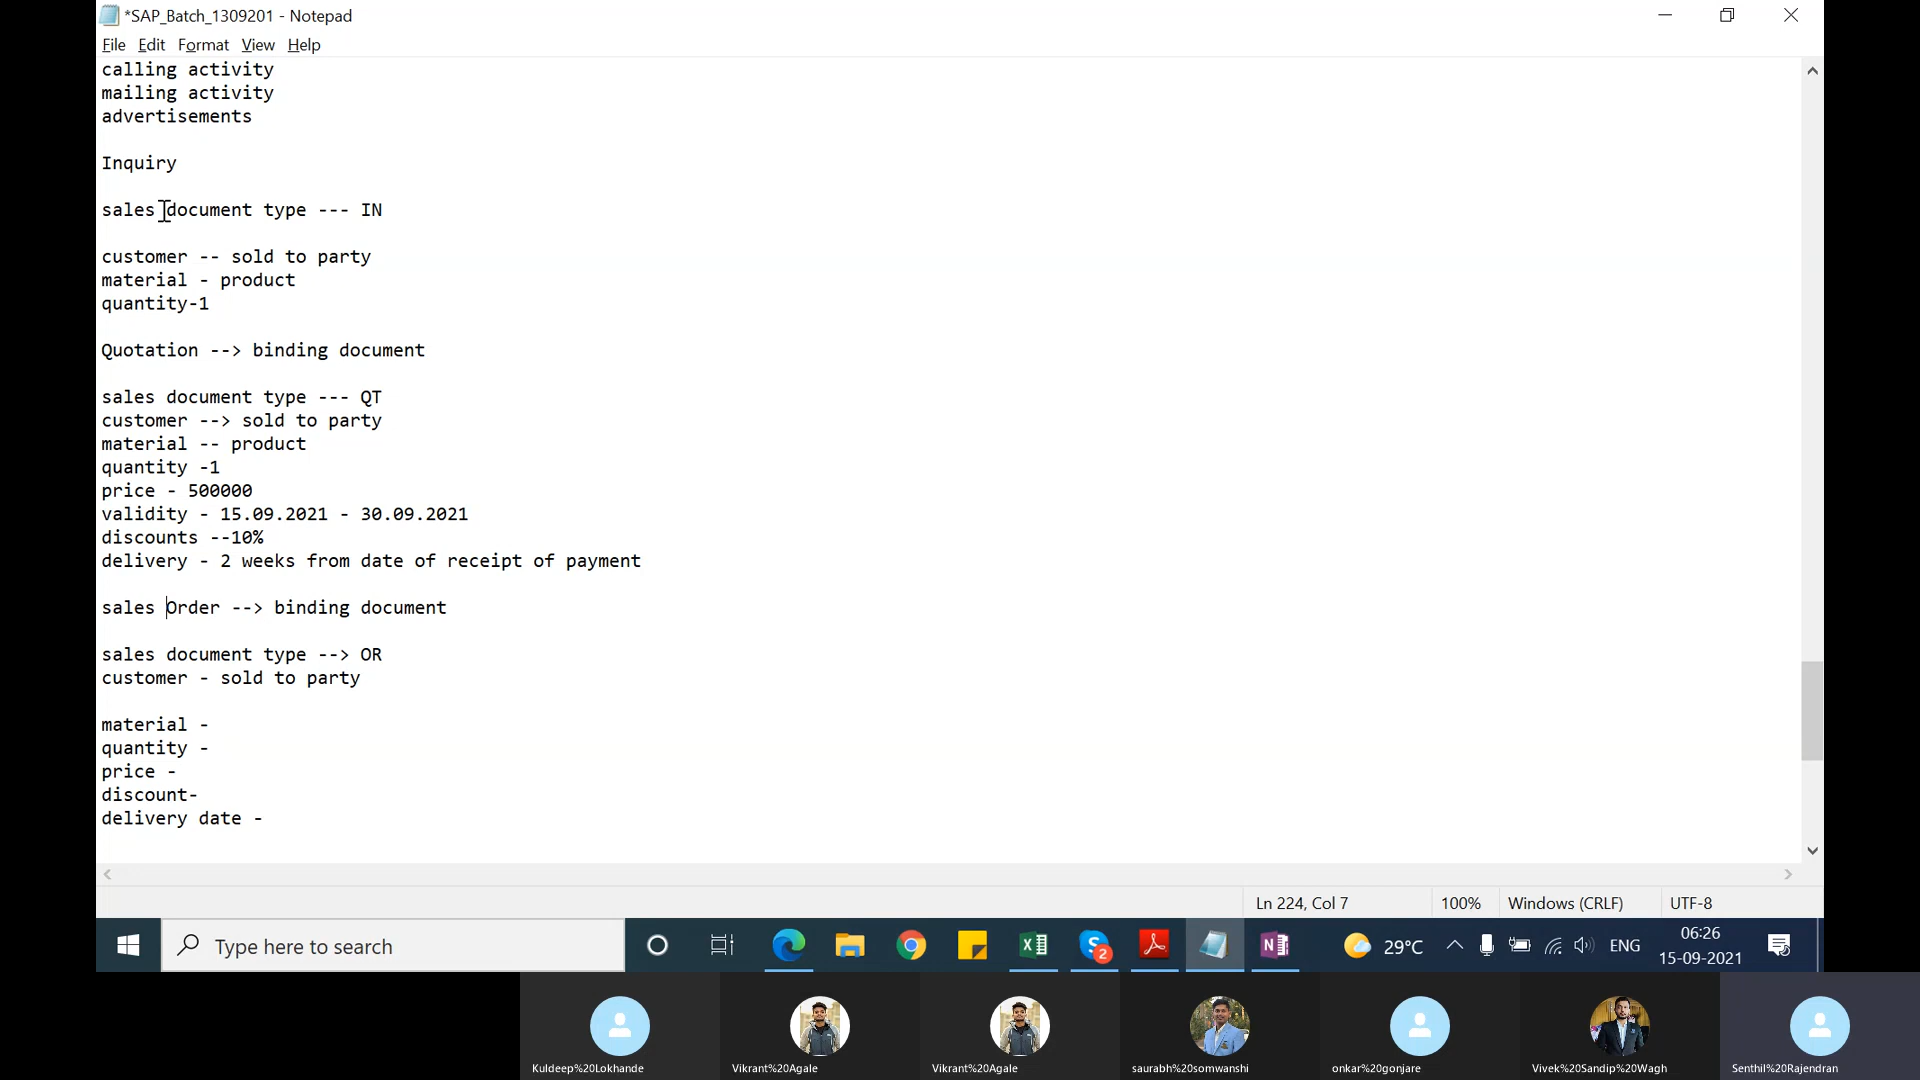 *SAP_Batch_1309201 - Notepad
File Edit Format View Help
calling activity
mailing activity
advertisements
Inquiry
sales document type --- IN
customer -- sold to party
material - product
quantity-1
Quotation --> binding document
sales document type --- QT
customer --> sold to party
material -- product
quantity -1
price - 500000
validity - 15.09.2021 - 30.09.2021
discounts --10%
delivery - 2 weeks from date of receipt of payment
sales Order --> binding document
sales document type --> OR
customer - sold to party
material -
quantity -
price -
discount-
delivery date -
Ln 224, Col 7 100% Windows (CRLF) UTF-8
Type here to search 2 29°C ENG 06:26
15-09-2021
Kuldeep%20Lokhande Vikrant%20Agale Vikrant%20Agale saurabh%20somwanshi onkar%20gonjare Vivek%20Sandip%20Wagh Senthil%20Rajendran